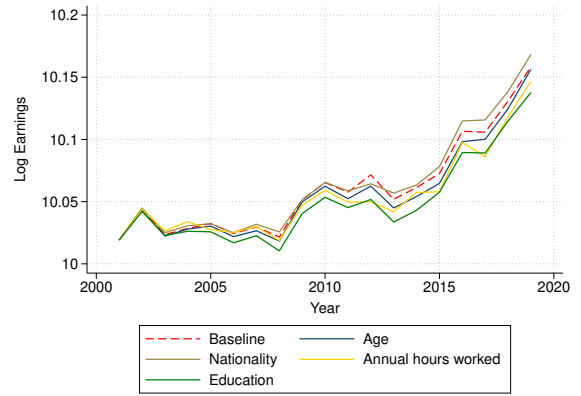 10.2
10.15
10.1
10.05
10
Log Earnings
2000 2005 2010 2015 2020
Year
Baseline Age
Nationality Annual hours worked
Education